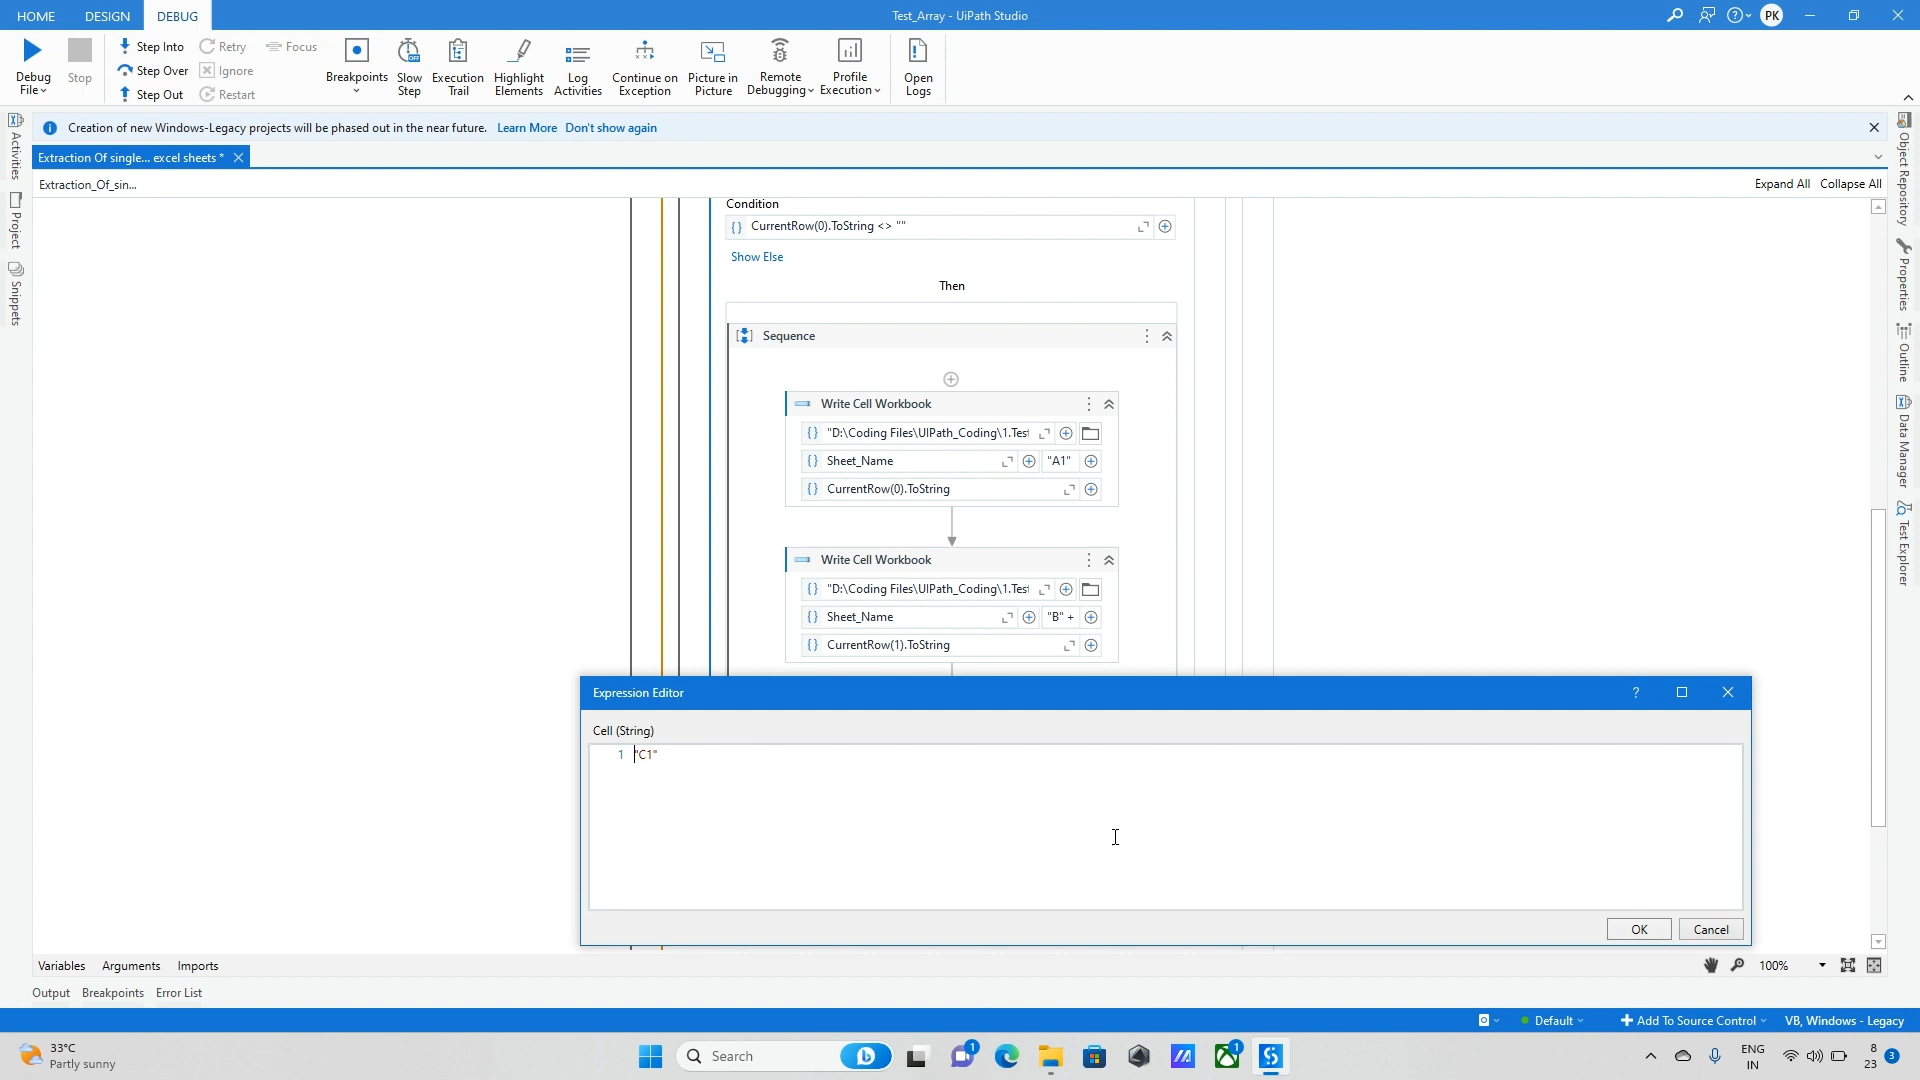 HOME DESIGN DEBUG Test_Array - UiPath Studio PK
Debug File Stop Step Into Retry Focus Step Over Ignore Step Out Restart
Breakpoints Slow Step Execution Trail Highlight Elements Log Activities Continue on Exception Picture in Picture Remote Debugging Profile Execution Open Logs
Creation of new Windows-Legacy projects will be phased out in the near future. Learn More Don't show again
Extraction Of single... excel sheets *
Extraction_Of_sin... Expand All Collapse All
Activities
Project
Snippets
Object Repository
Properties
Outline
Data Manager
Test Explorer
Condition
CurrentRow(0).ToString <> ""
Show Else
Then
Sequence
Write Cell Workbook
"D:\Coding Files\UIPath_Coding\1.Test
Sheet_Name "A1"
CurrentRow(0).ToString
Write Cell Workbook
"D:\Coding Files\UIPath_Coding\1.Test
Sheet_Name "B" +
CurrentRow(1).ToString
Expression Editor ?
Cell (String)
1 "C1"
OK Cancel
Variables Arguments Imports 100%
Output Breakpoints Error List
Default Add To Source Control VB, Windows - Legacy
33°C
Partly sunny
Search
1
1
ENG
IN
8
23
3